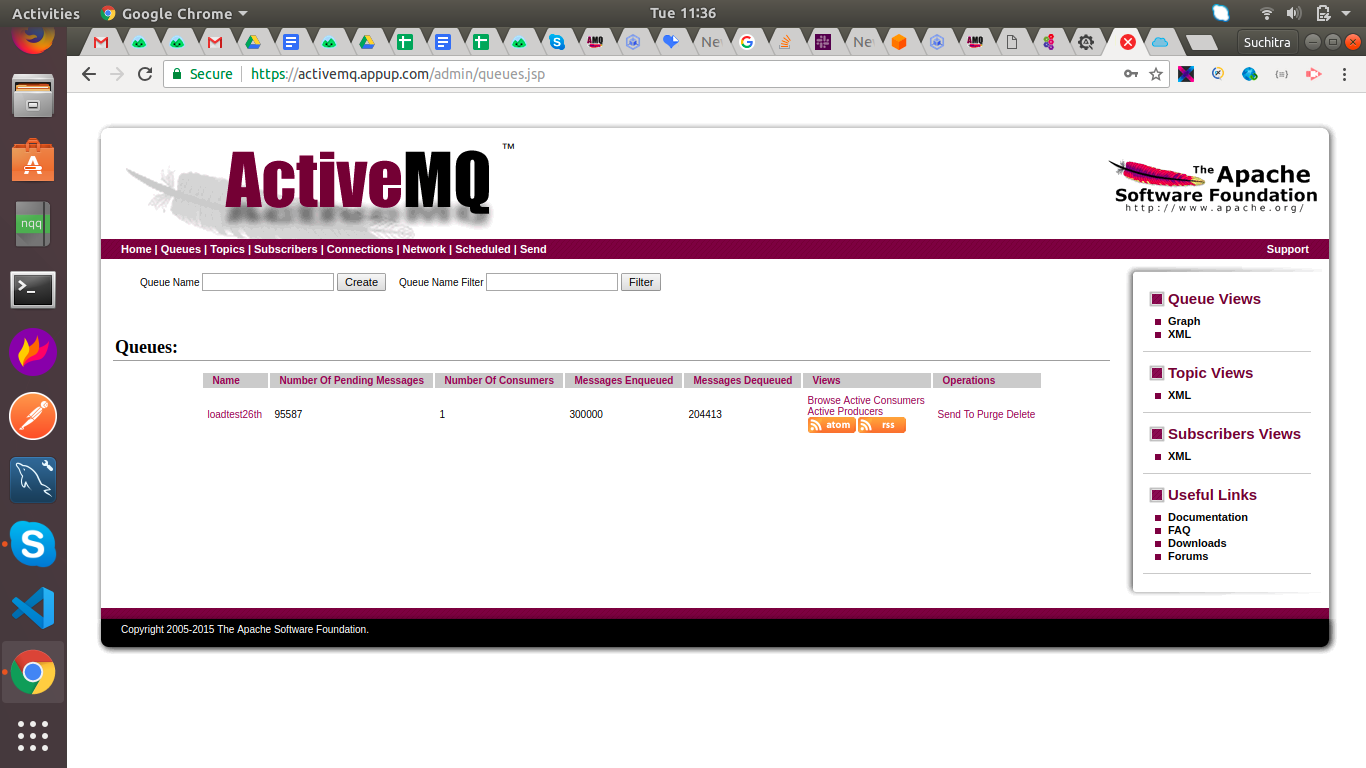 Activities Google Chrome Tue 11:36
Ne Ne Suchitra
Secure https://activemq.appup.com/admin/queues.jsp
ActiveMQ ™
The Apache
Software Foundation
http://www.apache.org/
Home | Queues | Topics | Subscribers | Connections | Network | Scheduled | Send Support
Queue Name Create Queue Name Filter Filter
Queues:
Name Number Of Pending Messages Number Of Consumers Messages Enqueued Messages Dequeued Views Operations
loadtest26th 95587 1 300000 204413 Browse Active Consumers
Active Producers
atom rss
Send To Purge Delete
Queue Views
Graph
XML
Topic Views
XML
Subscribers Views
XML
Useful Links
Documentation
FAQ
Downloads
Forums
Copyright 2005-2015 The Apache Software Foundation.
nqq